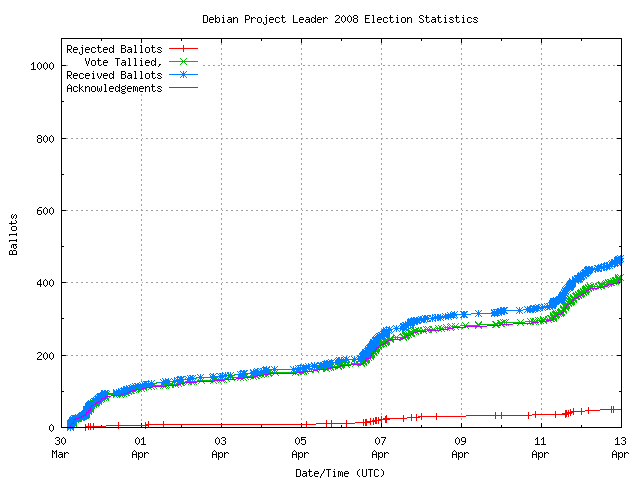 Debian Project Leader 2008 Election Statistics
Rejected Ballots
Vote Tallied,
Received Ballots
Acknowledgements
1000
800
600
400
200
0
Ballots
30 01 03 05 07 09 11 13
Mar Apr Apr Apr Apr Apr Apr Apr
Date/Time (UTC)